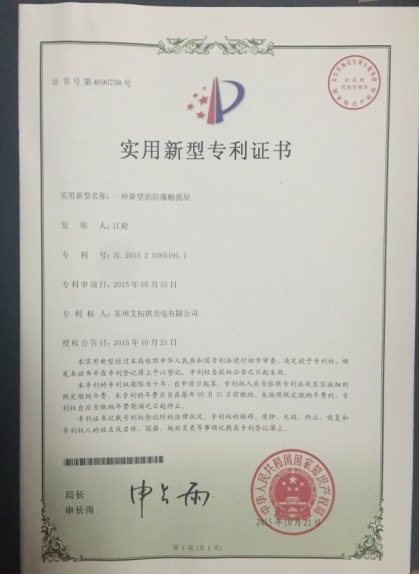 证书号第4690758号
实用新型专利证书
实用新型名称：一种新型的防爆触摸屏
发 明 人：江轮
专 利 号：ZL 2015 2 0365191.1
专利申请日：2015年05月31日
专 利 权 人：苏州艾拓琪光电有限公司
授权公告日：2015年10月21日
本实用新型经过本局依照中华人民共和国专利法进行初步审查，决定授予专利权，颁
发本证书并在专利登记簿上予以登记。专利权自授权公告之日起生效。
本专利的专利权期限为十年，自申请日起算。专利权人应当依照专利法及其实施细则
规定缴纳年费。本专利的年费应当在每年05月31日前缴纳。未按照规定缴纳年费的，专
利权自应当缴纳年费期满之日起终止。
专利证书记载专利权登记时的法律状况。专利权的转移、质押、无效、终止、恢复和
专利权人的姓名或名称、国籍、地址变更等事项记载在专利登记簿上。
局长
申长雨
申长雨
中华人民共和国国家知识产权局
2015年10月21日
第 1 页 (共 1 页)